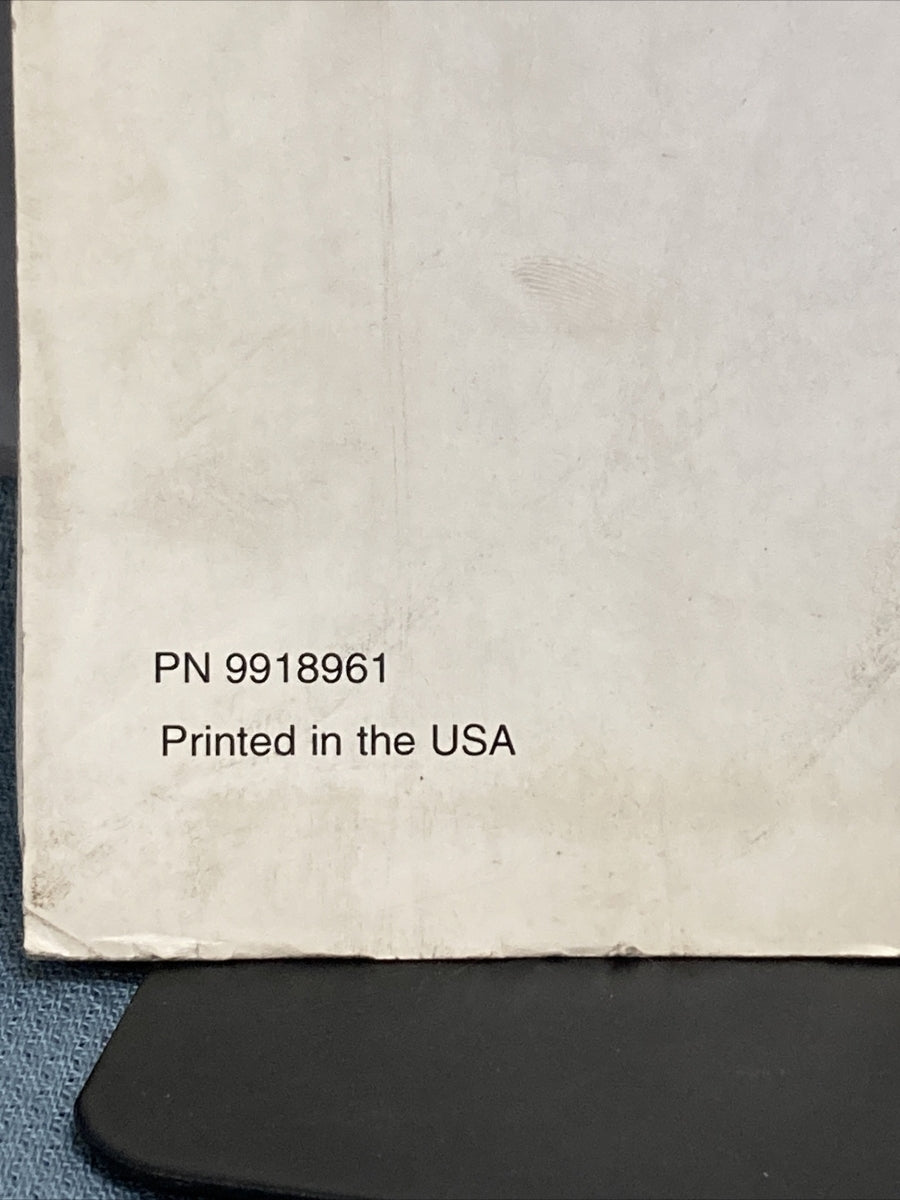 PN 9918961
Printed in the USA